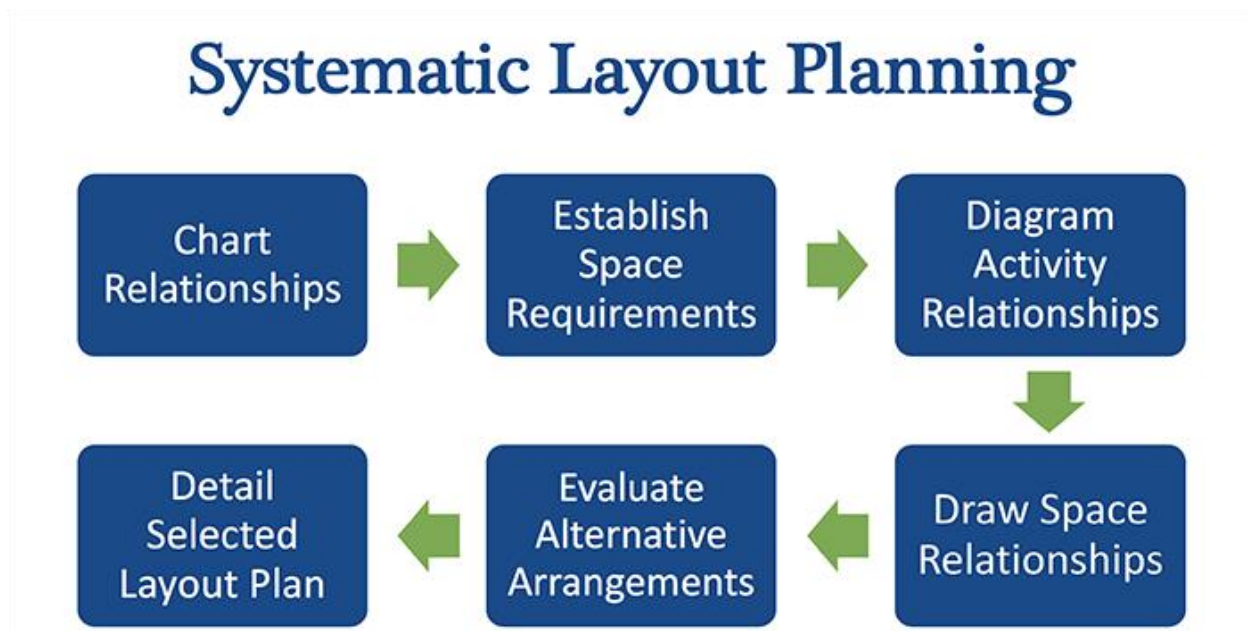 Systematic Layout Planning
Chart
Relationships
Establish
Space
Requirements
Diagram
Activity
Relationships
Draw Space
Relationships
Evaluate
Alternative
Arrangements
Detail
Selected
Layout Plan